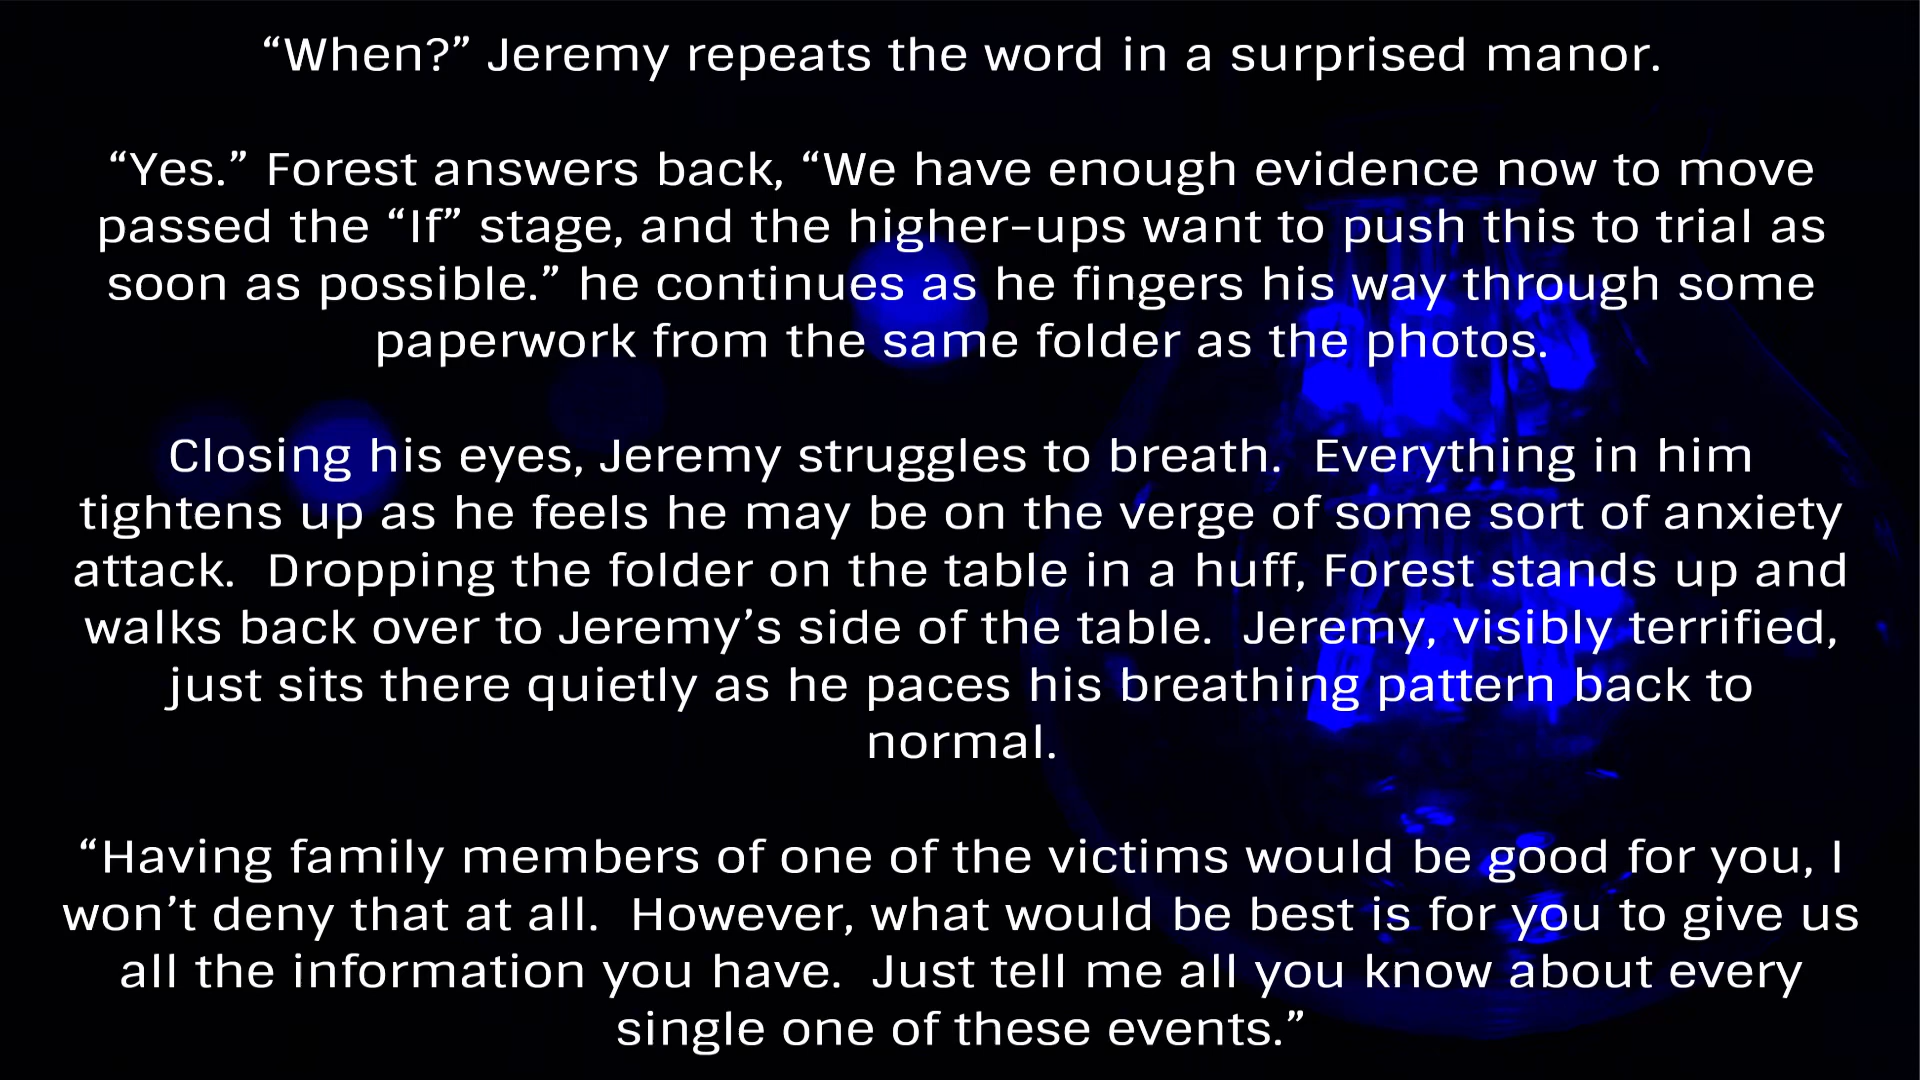 “When?” Jeremy repeats the word in a surprised manor.
“Yes.” Forest answers back, “We have enough evidence now to move
passed the “If” stage, and the higher-ups want to push this to trial as
soon as possible.” he continues as he fingers his way through some
paperwork from the same folder as the photos.
Closing his eyes, Jeremy struggles to breath.  Everything in him
tightens up as he feels he may be on the verge of some sort of anxiety
attack.  Dropping the folder on the table in a huff, Forest stands up and
walks back over to Jeremy’s side of the table.  Jeremy, visibly terrified,
just sits there quietly as he paces his breathing pattern back to
normal.
“Having family members of one of the victims would be good for you, I
won’t deny that at all.  However, what would be best is for you to give us
all the information you have.  Just tell me all you know about every
single one of these events.”